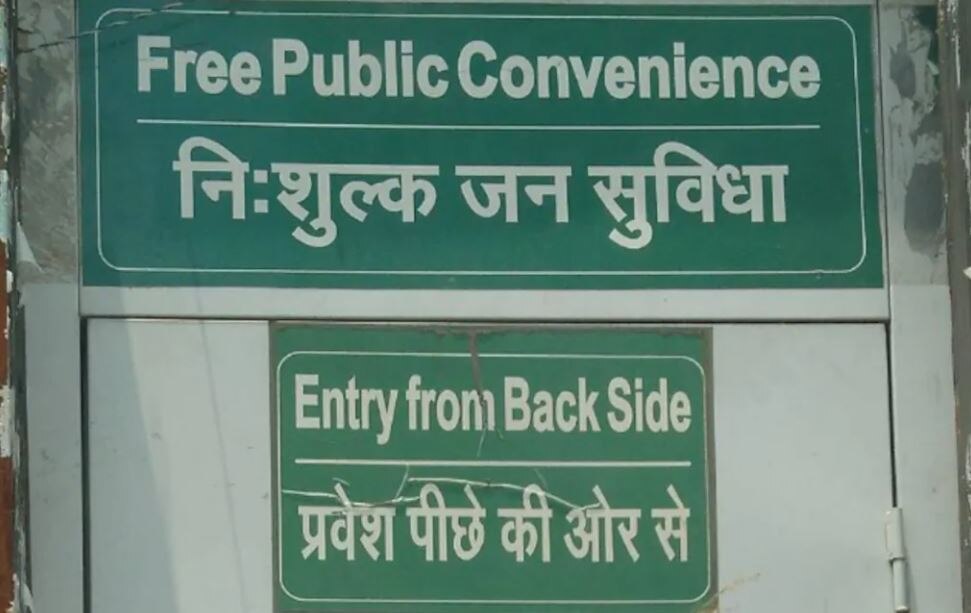 Free Public Convenience
नि:शुल्क जन सुविधा
Entry from Back Side
प्रवेश पीछे की ओर से